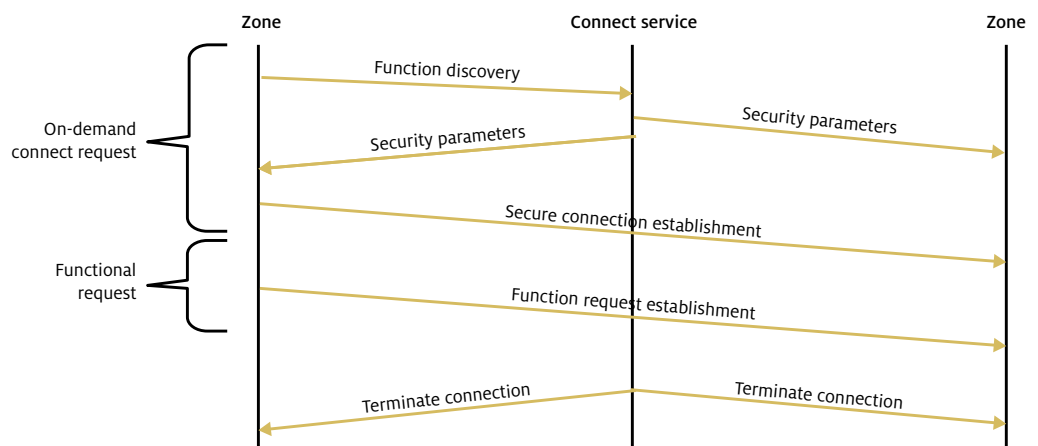 Zone
Connect service
Zone
Function discovery
Security parameters
Security parameters
On-demand
connect request
Secure connection establishment
Functional
request
Function request establishment
Terminate connection
Terminate connection